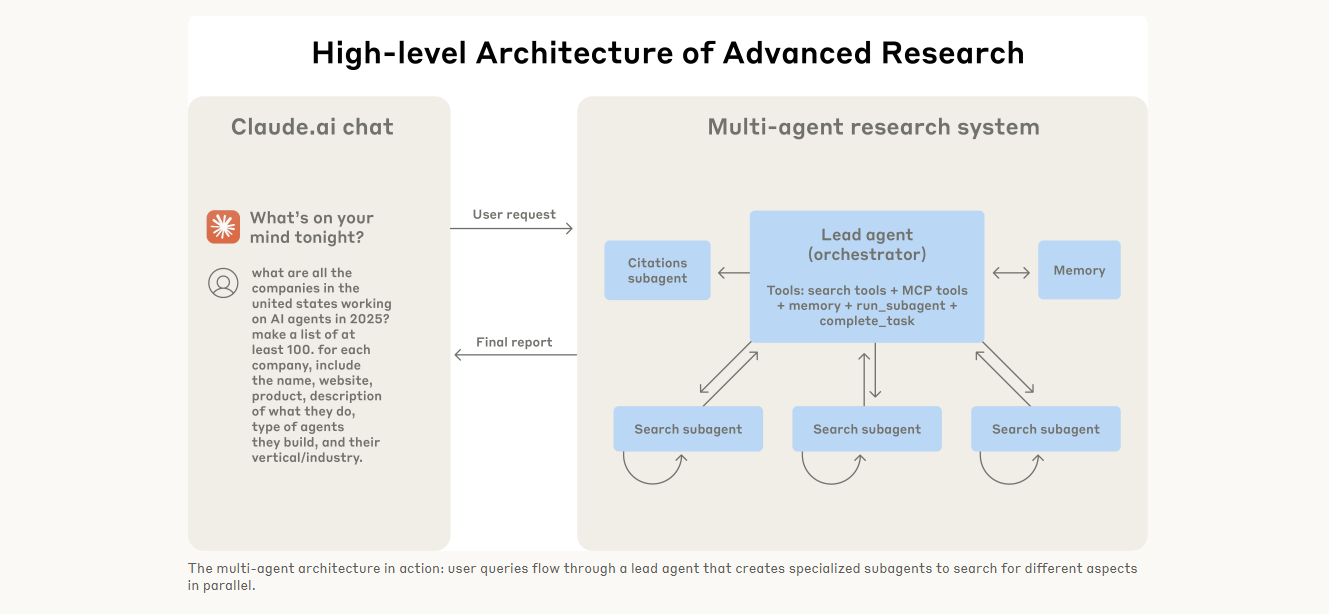 High-level Architecture of Advanced Research
Claude.ai chat
What's on your
mind tonight?
what are all the
companies in the
united states working
on AI agents in 2025?
make a list of at
least 100. for each
company, include
the name, website,
product, description
of what they do,
type of agents
they build, and their
vertical/industry.
User request
Final report
Multi-agent research system
Citations
subagent
Lead agent
(orchestrator)
Tools: search tools + MCP tools
+ memory + run_subagent +
complete_task
Memory
Search subagent
Search subagent
Search subagent
The multi-agent architecture in action: user queries flow through a lead agent that creates specialized subagents to search for different aspects
in parallel.